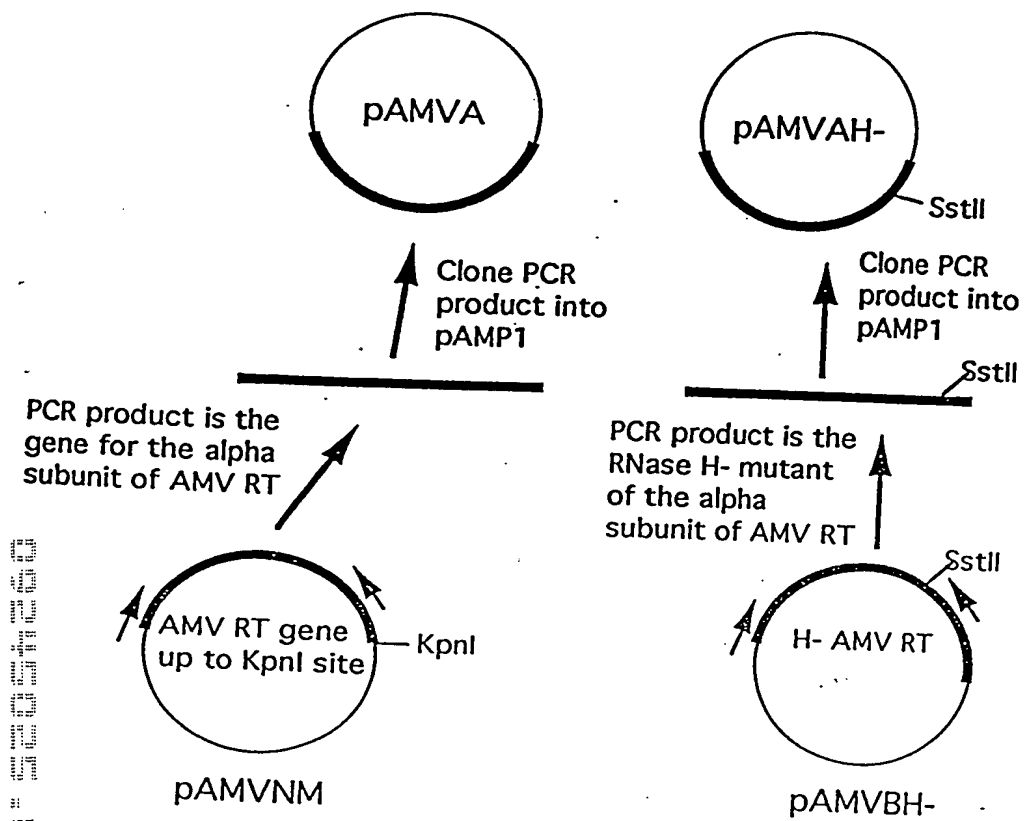 pAMVA
pAMVAH-
SstII
Clone PCR
product into
pAMP1
Clone PCR
product into
pAMP1
SstII
PCR product is the
gene for the alpha
subunit of AMV RT
PCR product is the
RNase H- mutant
of the alpha
subunit of AMV RT
SstII
AMV RT gene
up to KpnI site
KpnI
H- AMV RT
pAMVNM
pAMVBH-